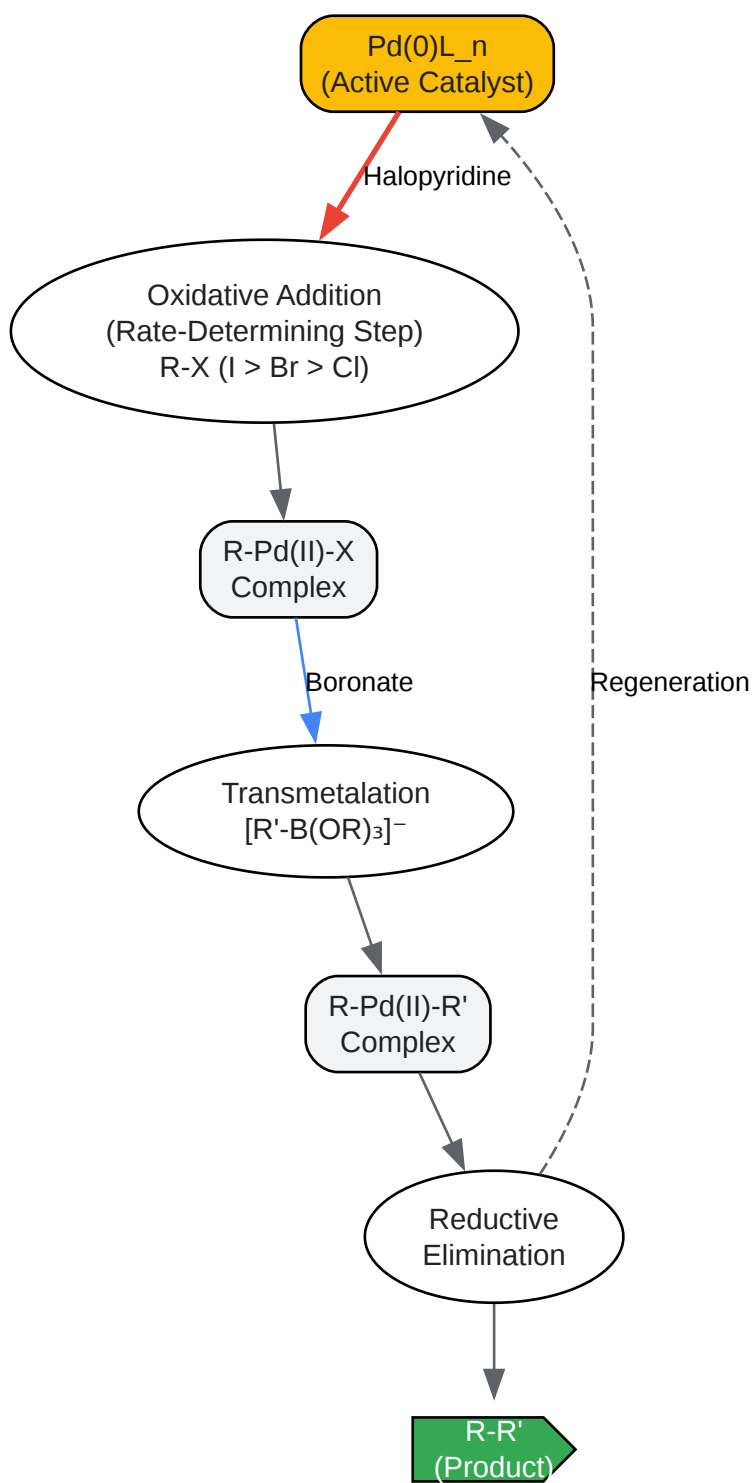 Pd(0)L_n
(Active Catalyst)
Halopyridine
Oxidative Addition
(Rate-Determining Step)
R-X (I > Br > Cl)
R-Pd(II)-X
Complex
Boronate
Regeneration
Transmetalation
[R'-B(OR)₃]⁻
R-Pd(II)-R'
Complex
Reductive
Elimination
R-R'
(Product)